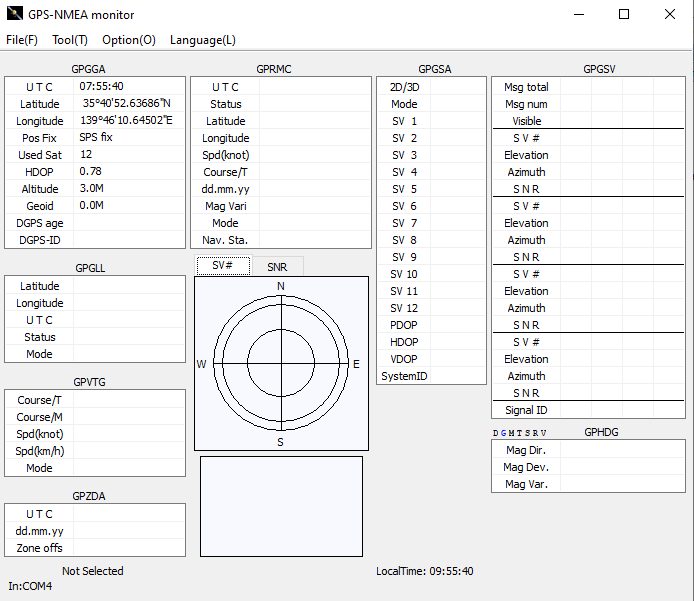 GPS-NMEA monitor
File(F) Tool(T) Option(O) Language(L)
GPGGA
U T C 07:55:40
Latitude 35°40'52.63686"N
Longitude 139°46'10.64502"E
Pos Fix SPS fix
Used Sat 12
HDOP 0.78
Altitude 3.0M
Geoid 0.0M
DGPS age
DGPS-ID
GPRMC
U T C
Status
Latitude
Longitude
Spd(knot)
Course/T
dd.mm.yy
Mag Vari
Mode
Nav. Sta.
GPGSA
2D/3D
Mode
SV 1
SV 2
SV 3
SV 4
SV 5
SV 6
SV 7
SV 8
SV 9
SV 10
SV 11
SV 12
PDOP
HDOP
VDOP
SystemID
GPGSV
Msg total
Msg num
Visible
S V #
Elevation
Azimuth
S N R
S V #
Elevation
Azimuth
S N R
S V #
Elevation
Azimuth
S N R
S V #
Elevation
Azimuth
S N R
Signal ID
GPGLL
Latitude
Longitude
U T C
Status
Mode
SV# SNR
N
W E
S
GPVTG
Course/T
Course/M
Spd(knot)
Spd(km/h)
Mode
D G M T S R V GPHDG
Mag Dir.
Mag Dev.
Mag Var.
GPZDA
U T C
dd.mm.yy
Zone offs
Not Selected LocalTime: 09:55:40
In:COM4